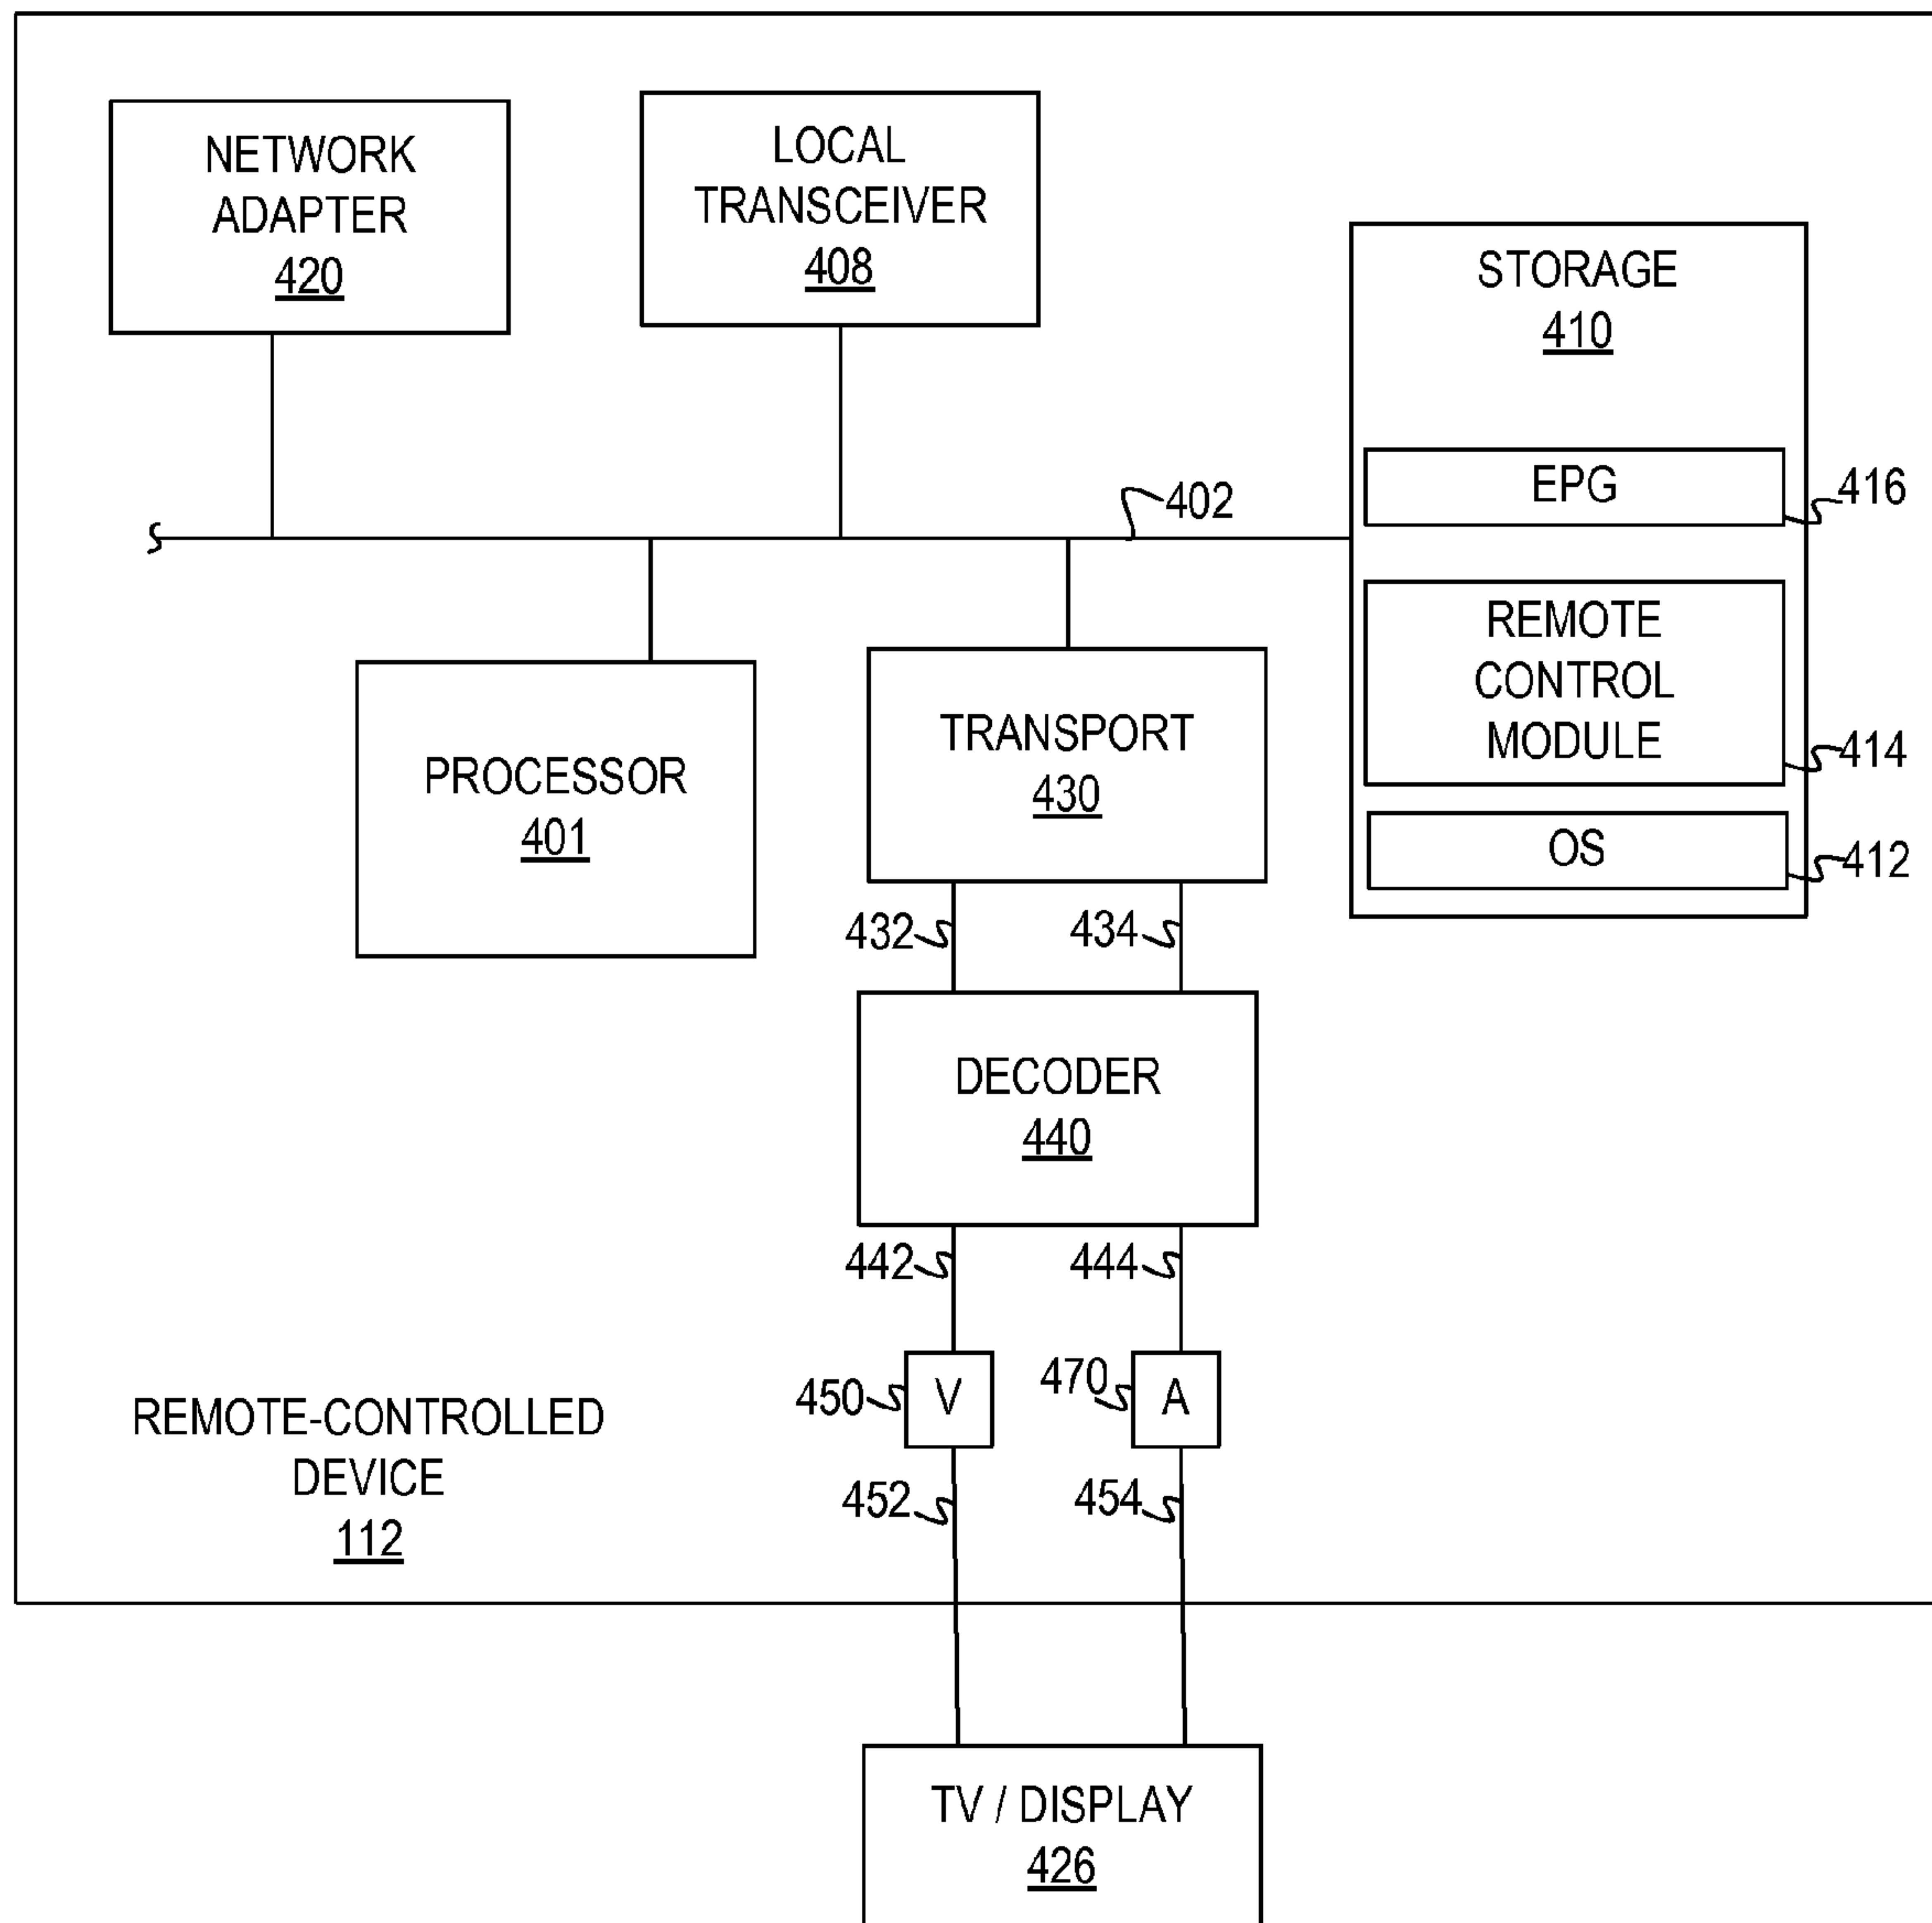 NETWORK
ADAPTER
420
LOCAL
TRANSCEIVER
408
STORAGE
410
EPG
416
402
REMOTE
CONTROL
MODULE
414
PROCESSOR
401
TRANSPORT
430
OS
412
432
434
DECODER
440
442
444
450
V
470
A
REMOTE-CONTROLLED
DEVICE
112
452
454
TV / DISPLAY
426